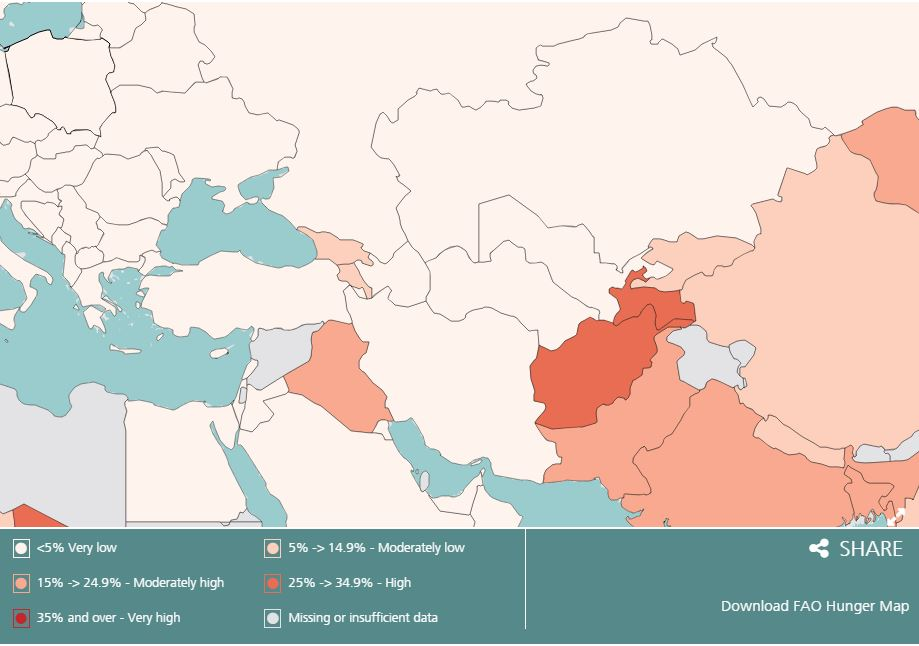 <5% Very low
5% -> 14.9% - Moderately low
15% -> 24.9% - Moderately high
25% -> 34.9% - High
35% and over - Very high
Missing or insufficient data
SHARE
Download FAO Hunger Map